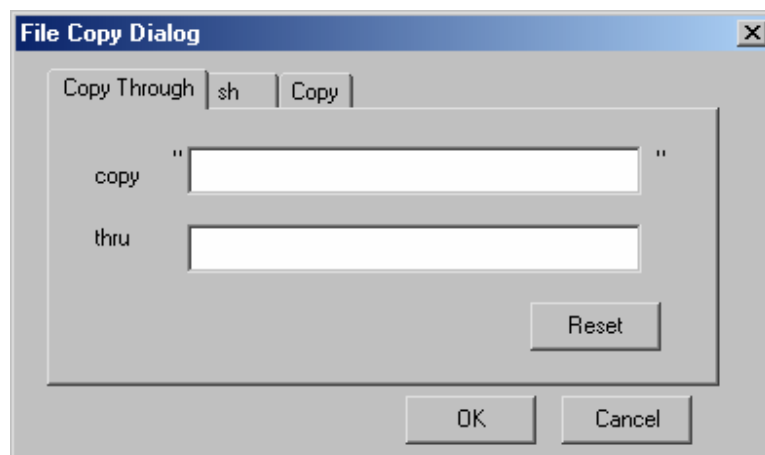 File Copy Dialog
Copy Through sh Copy
copy " "
thru
Reset
OK Cancel